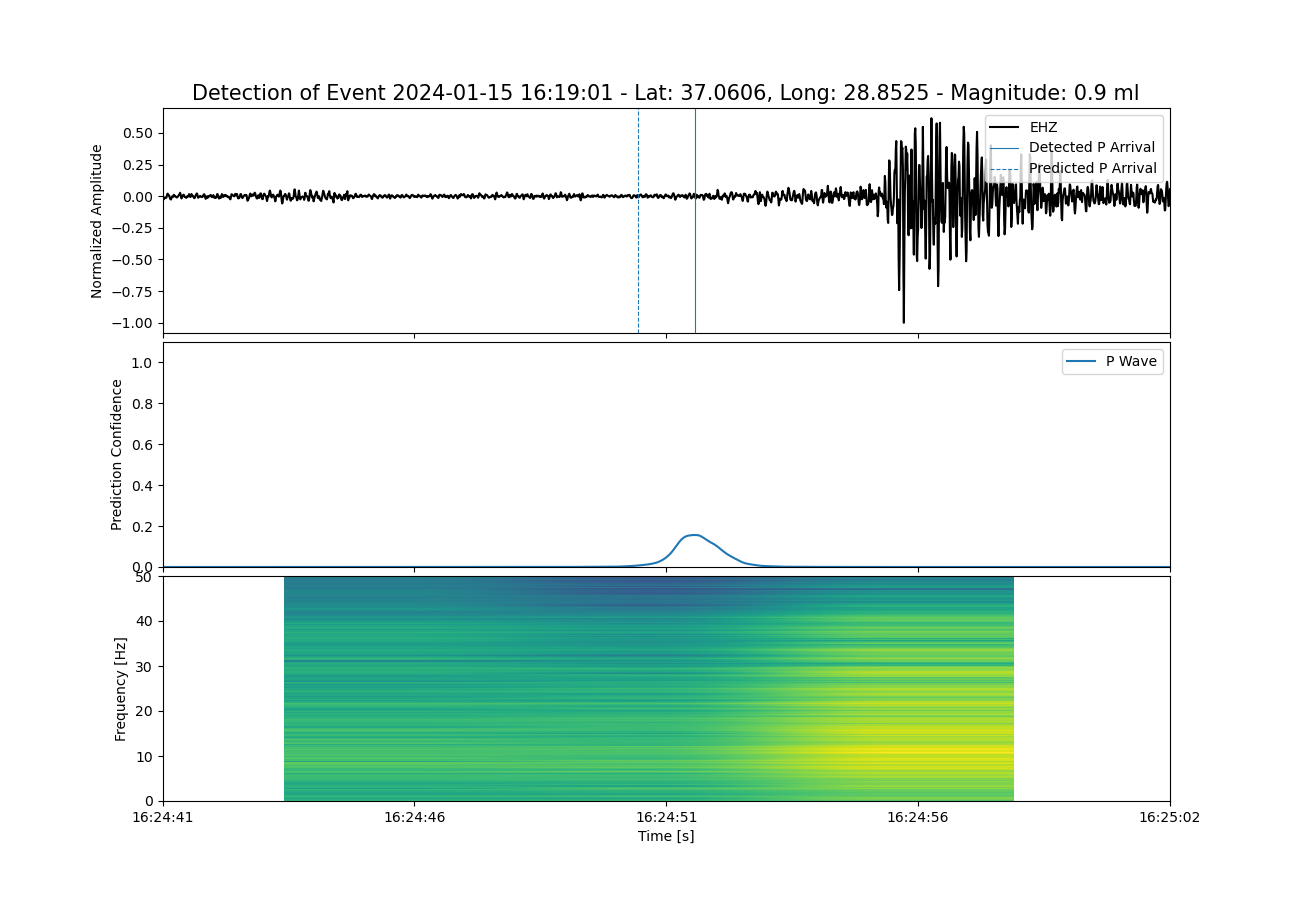 Detection of Event 2024-01-15 16:19:01 - Lat: 37.0606, Long: 28.8525 - Magnitude: 0.9 ml
Normalized Amplitude
0.50
0.25
0.00
−0.25
−0.50
−0.75
−1.00
EHZ
Detected P Arrival
Predicted P Arrival
Prediction Confidence
1.0
0.8
0.6
0.4
0.2
0.0
P Wave
Frequency [Hz]
50
40
30
20
10
0
16:24:41 16:24:46 16:24:51 16:24:56 16:25:02
Time [s]